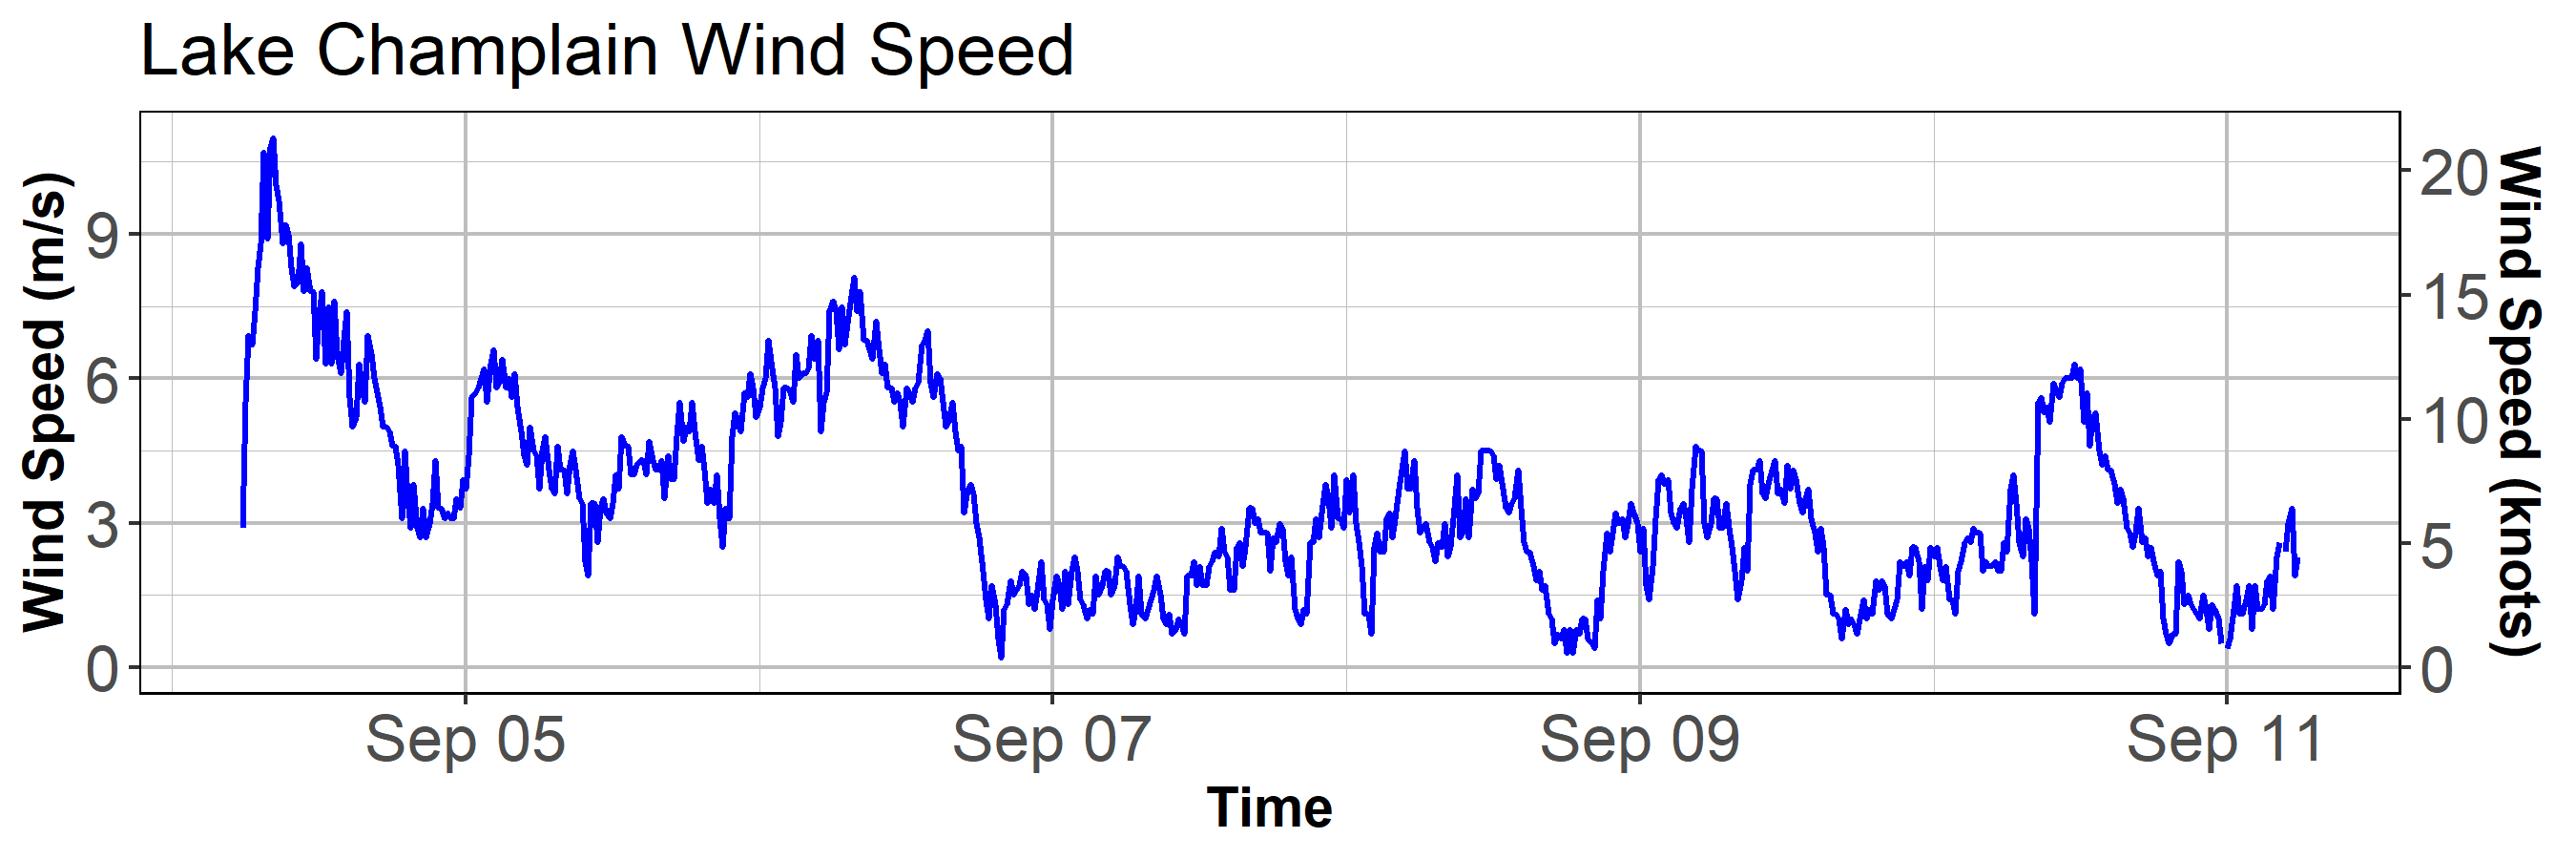 Lake Champlain Wind Speed
Wind Speed (m/s)
9
6
3
0
20
15
10
5
0
Wind Speed (knots)
Sep 05
Sep 07
Sep 09
Sep 11
Time